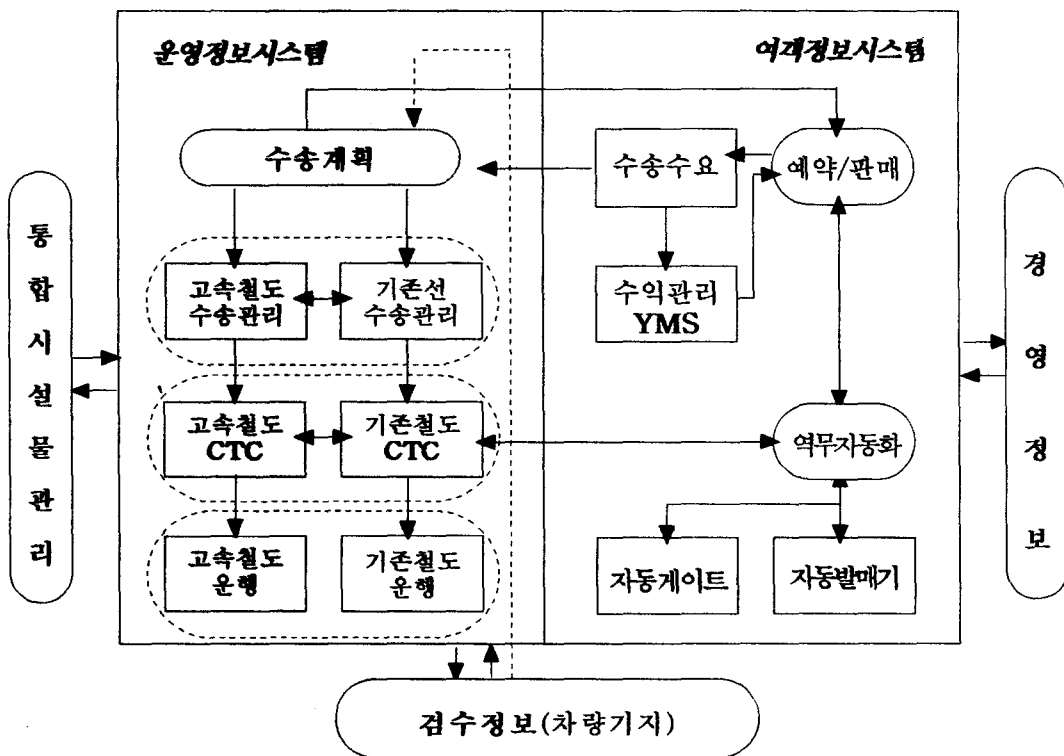 운영정보시스템
여객정보시스템
수송계획
수송수요
예약/판매
통합시설물관리
고속철도
수송관리
기존선
수송관리
수익관리
YMS
경영정보
고속철도
CTC
기존철도
CTC
역무자동화
고속철도
운행
기존철도
운행
자동게이트
자동발매기
검수정보(차량기지)